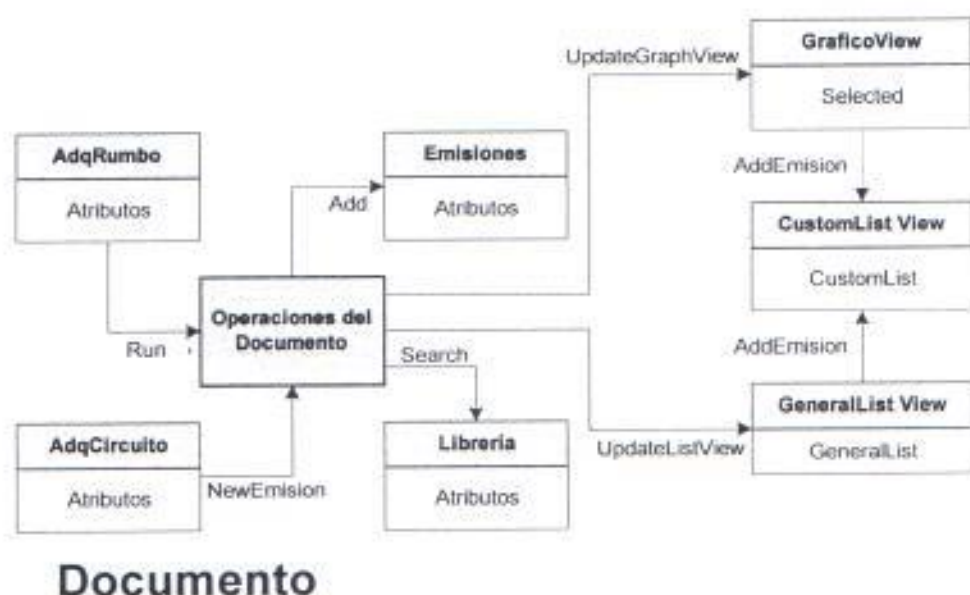 GraficoView
UpdateGraphView
Selected
AdqRumbo
Emisiones
AddEmision
Atributos
Add
Atributos
CustomList View
CustomList
Operaciones del
Documento
Run
Search
AddEmision
GeneralList View
AdqCircuito
Librería
UpdateListView
GeneralList
Atributos
NewEmision
Atributos
Documento